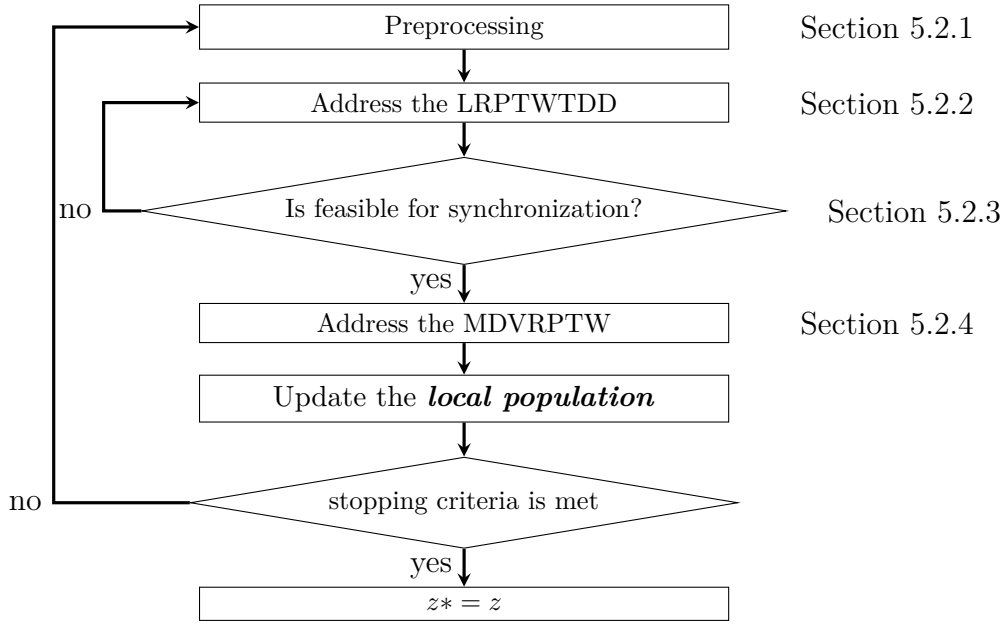 Preprocessing
Section 5.2.1
Address the LRPTWTDD
Section 5.2.2
no
Is feasible for synchronization?
Section 5.2.3
yes
Address the MDVRPTW
Section 5.2.4
Update the local population
no
stopping criteria is met
yes
z* = z